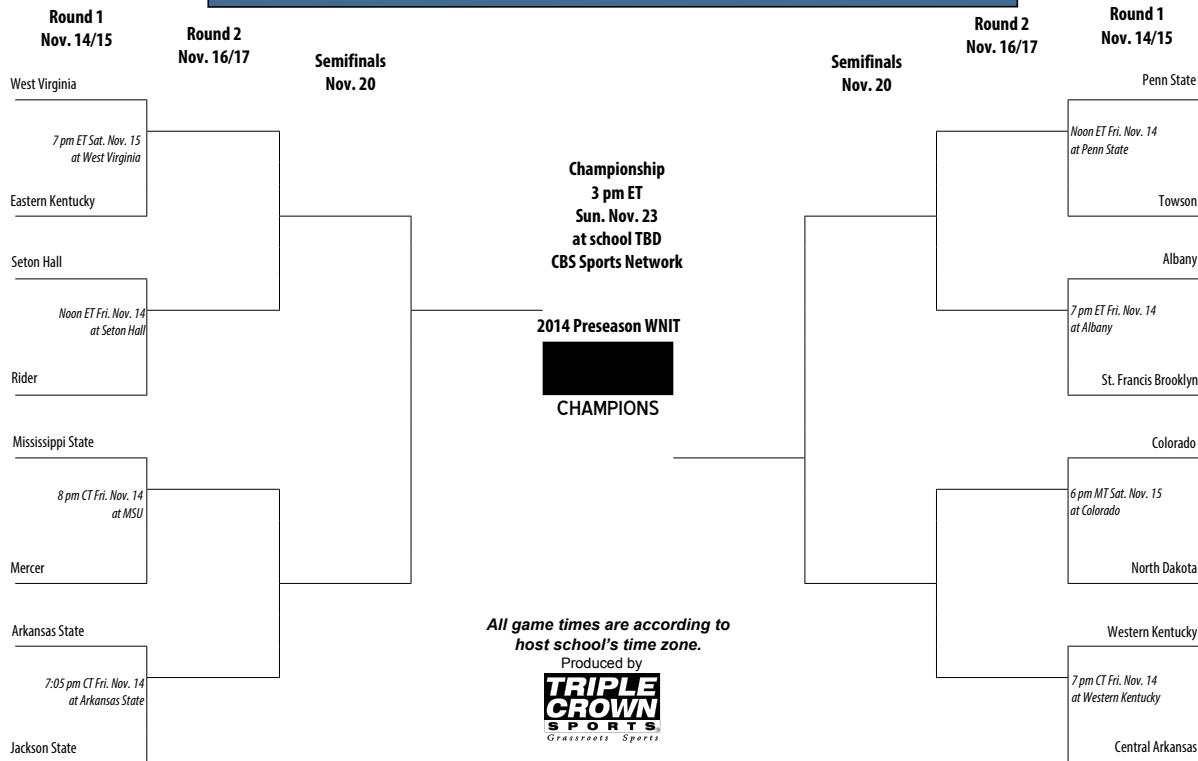 Round 1
Nov. 14/15
Round 2
Nov. 16/17
Semifinals
Nov. 20
Semifinals
Nov. 20
Round 2
Nov. 16/17
Round 1
Nov. 14/15
West Virginia
7 pm ET Sat. Nov. 15
at West Virginia
Eastern Kentucky
Seton Hall
Noon ET Fri. Nov. 14
at Seton Hall
Rider
Mississippi State
8 pm CT Fri. Nov. 14
at MSU
Mercer
Arkansas State
7:05 pm CT Fri. Nov. 14
at Arkansas State
Jackson State
Championship
3 pm ET
Sun. Nov. 23
at school TBD
CBS Sports Network
2014 Preseason WNIT
CHAMPIONS
All game times are according to
host school's time zone.
Produced by
TRIPLE
CROWN
SPORTS
Grassroots Sports
Penn State
Noon ET Fri. Nov. 14
at Penn State
Towson
Albany
7 pm ET Fri. Nov. 14
at Albany
St. Francis Brooklyn
Colorado
6 pm MT Sat. Nov. 15
at Colorado
North Dakota
Western Kentucky
7 pm CT Fri. Nov. 14
at Western Kentucky
Central Arkansas